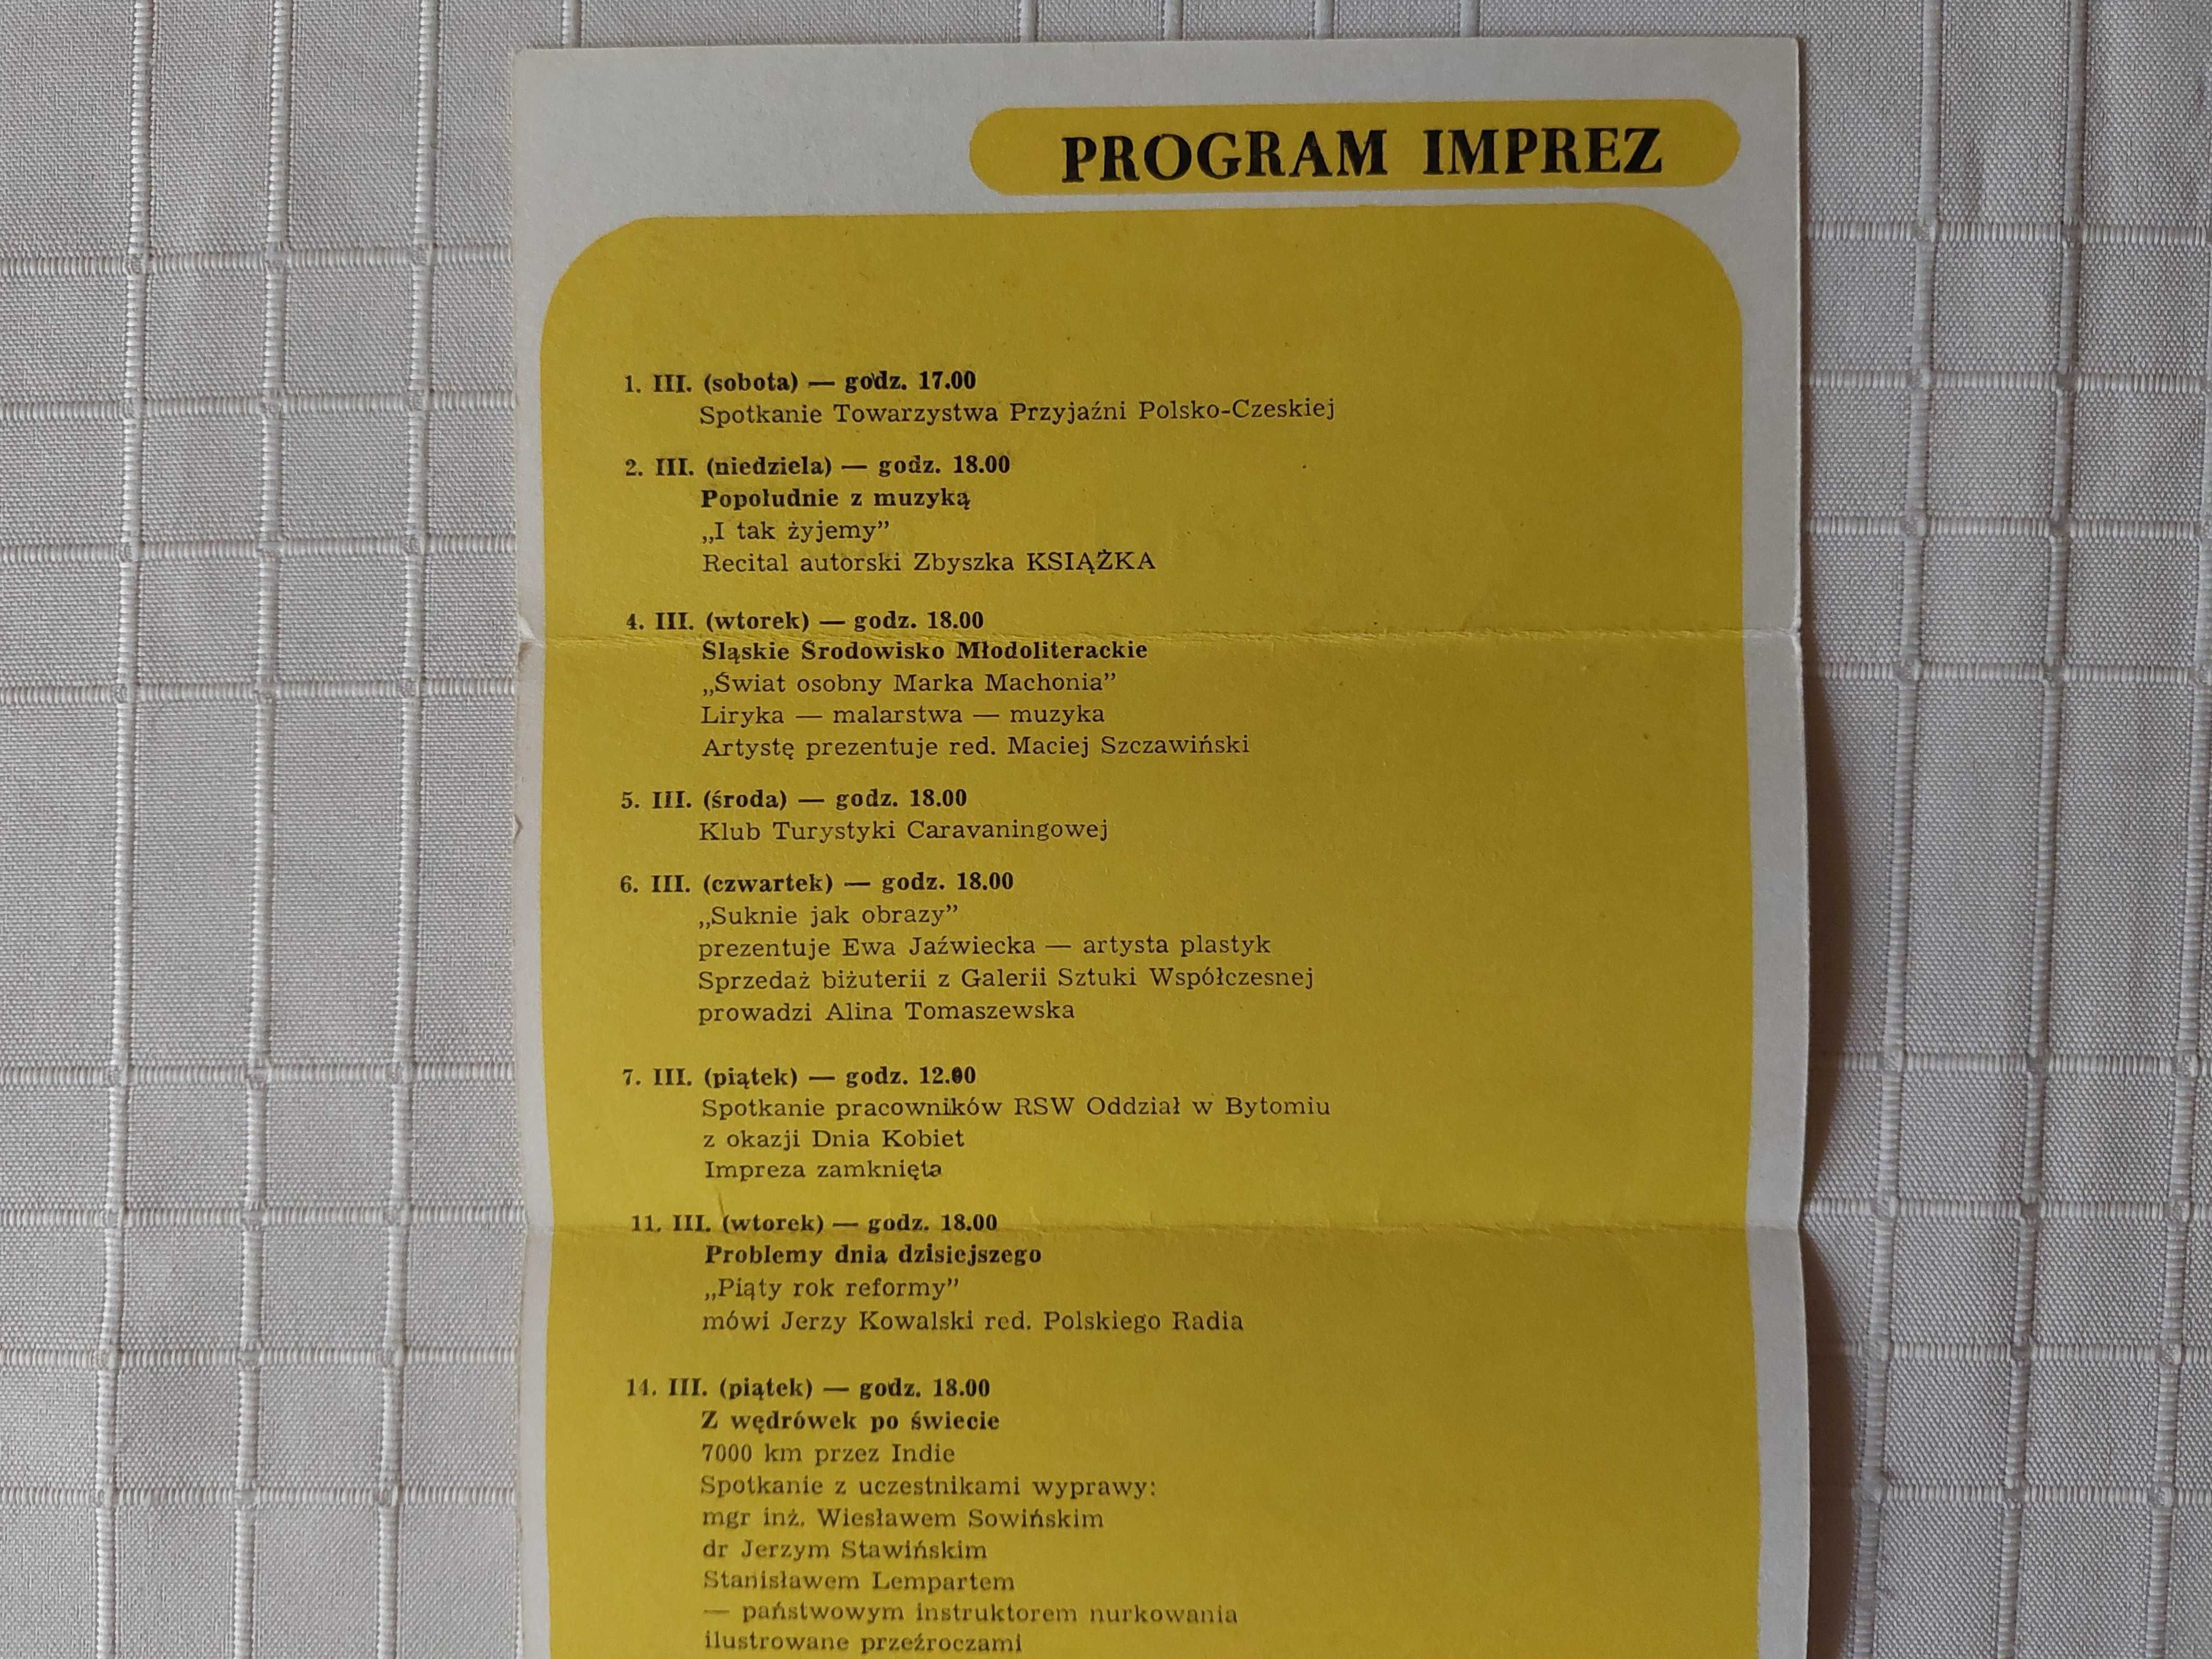 PROGRAM IMPREZ
1. III. (sobota) — godz. 17.00
Spotkanie Towarzystwa Przyjaźni Polsko-Czeskiej
2. III. (niedziela) — godz. 18.00
Popołudnie z muzyką
„I tak żyjemy”
Recital autorski Zbyszka KSIĄŻKA
4. III. (wtorek) — godz. 18.00
Śląskie Środowisko Młodoliterackie
„Świat osobny Marka Machonia”
Liryka — malarstwa — muzyka
Artystę prezentuje red. Maciej Szczawiński
5. III. (środa) — godz. 18.00
Klub Turystyki Caravaningowej
6. III. (czwartek) — godz. 18.00
„Suknie jak obrazy”
prezentuje Ewa Jaźwiecka — artysta plastyk
Sprzedaż biżuterii z Galerii Sztuki Współczesnej
prowadzi Alina Tomaszewska
7. III. (piątek) — godz. 12.00
Spotkanie pracowników RSW Oddział w Bytomiu
z okazji Dnia Kobiet
Impreza zamknięta
11. III. (wtorek) — godz. 18.00
Problemy dnia dzisiejszego
„Piąty rok reformy”
mówi Jerzy Kowalski red. Polskiego Radia
14. III. (piątek) — godz. 18.00
Z wędrówek po świecie
7000 km przez Indie
Spotkanie z uczestnikami wyprawy:
mgr inż. Wiesławem Sowińskim
dr Jerzym Stawińskim
Stanisławem Lempartem
— państwowym instruktorem nurkowania
ilustrowane przeźroczami